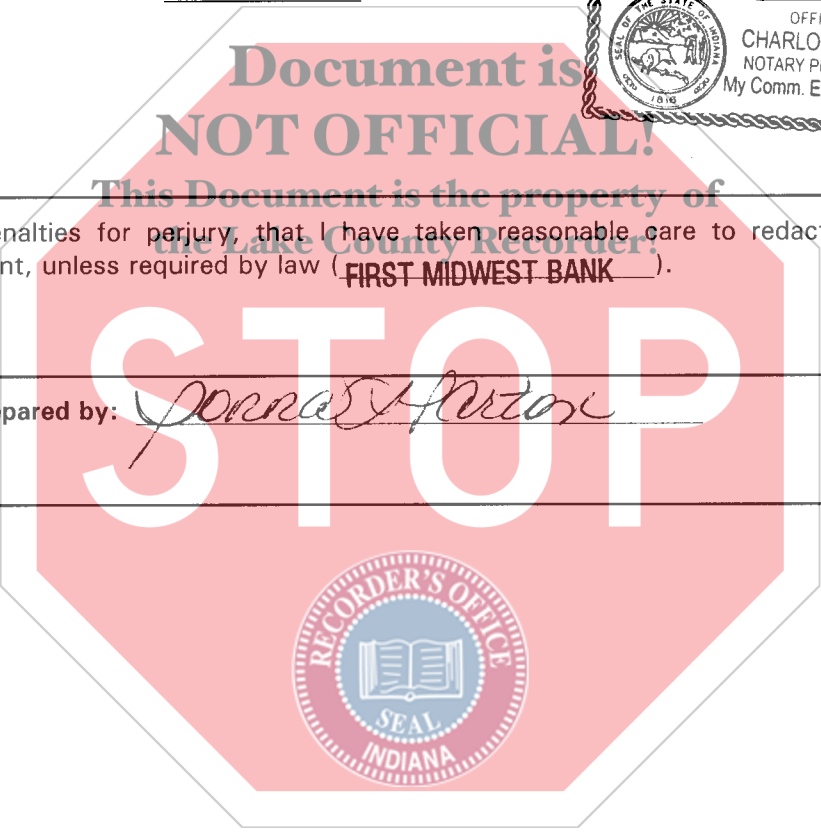 SEAL OF THE STATE OF INDIANA
1816
OFFI
CHARLO
NOTARY P
My Comm. E
Document is
NOT OFFICIAL!
This Document is the property of
the Lake County Recorder!
enalties for perjury, that I have taken reasonable care to redact
nt, unless required by law ( FIRST MIDWEST BANK ).
STOP
epared by:
RECORDER'S OFFICE
SEAL
INDIANA